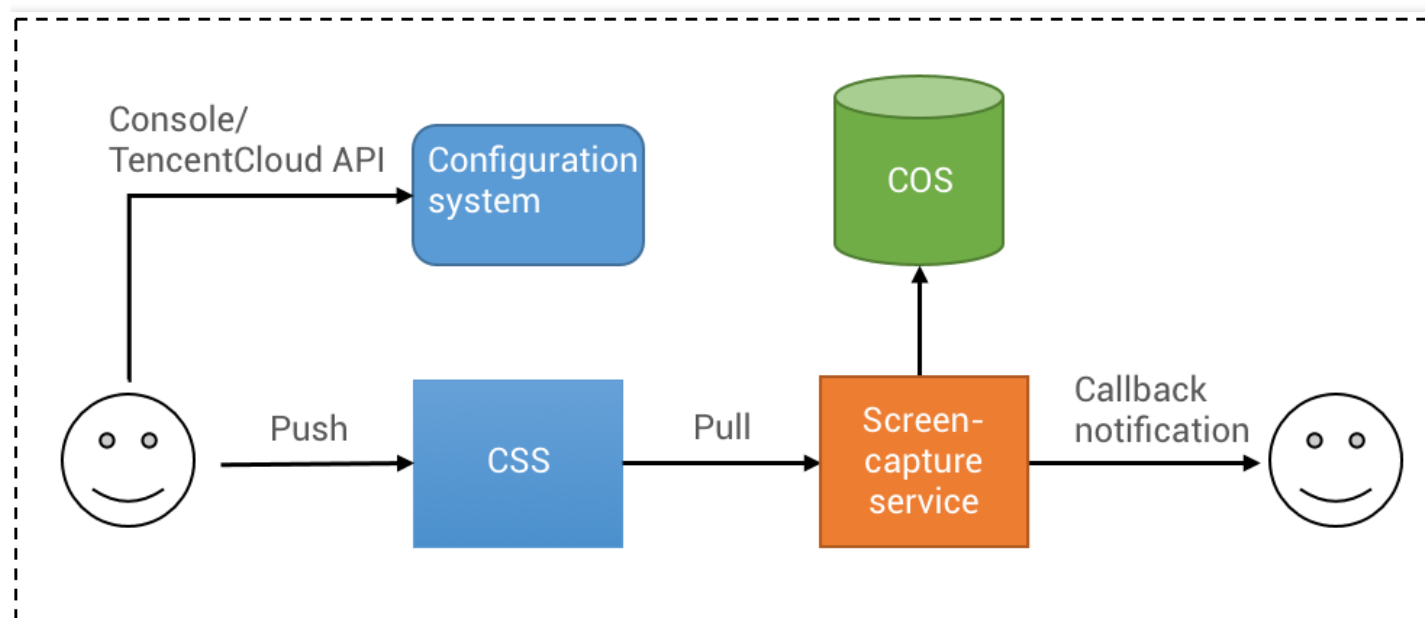 Console/
TencentCloud API
Configuration
system
COS
Push
CSS
Pull
Screen-
capture
service
Callback
notification